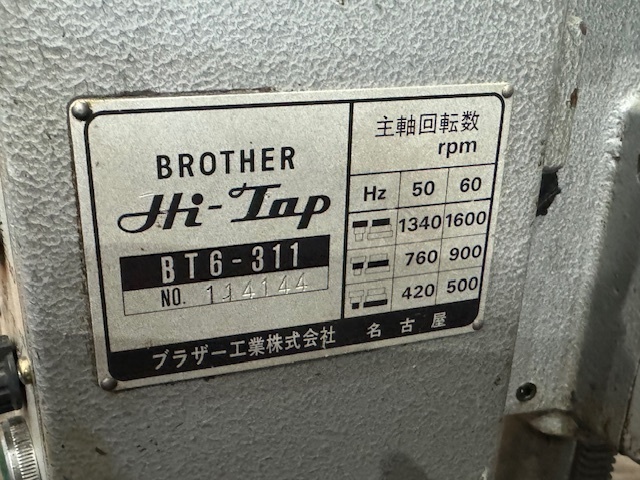 BROTHER
Hi-Tap
BT6-311
NO. 114144
主軸回転数
rpm
Hz 50 60
1340 1600
760 900
420 500
ブラザー工業株式会社 名古屋